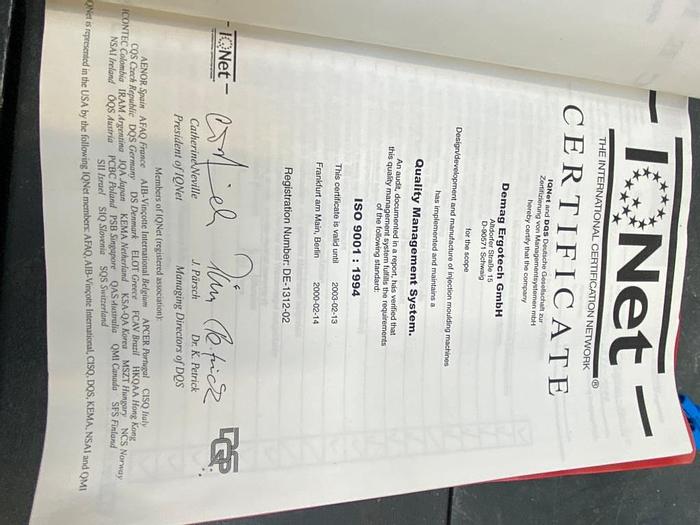 IQNet
THE INTERNATIONAL CERTIFICATION NETWORK®
CERTIFICATE
IQNet and DQS Deutsche Gesellschaft zur
Zertifizierung von Managementsystemen mbH
hereby certify that the company
Demag Ergotech GmbH
Altdorfer Straße 15
D-90571 Schwaig
for the scope
Design/development and manufacture of injection moulding machines
has implemented and maintains a
Quality Management System.
An audit, documented in a report, has verified that
this quality management system fulfills the requirements
of the following standard:
ISO 9001 : 1994
This certificate is valid until 2003-02-13
Frankfurt am Main, Berlin 2000-02-14
Registration Number: DE-1312-02
- IQNet -
Catherine Neville J. Pärsch Dr. K. Petrick
President of IQNet Managing Directors of DQS
DQS
Members of IQNet (registered association):
AENOR Spain AFAQ France AIB-Vinçotte International Belgium APCER Portugal CISQ Italy
CQS Czech Republic DQS Germany DS Denmark ELOT Greece FCAV Brazil HKQAA Hong Kong
ICONTEC Colombia IRAM Argentina JQA Japan KEMA Netherlands KSA-QA Korea MSZT Hungary NCS Norway
NSAI Ireland ÖQS Austria PCBC Poland PSB Singapore QAS Australia QMI Canada SFS Finland
SII Israel SIQ Slovenia SQS Switzerland
IQNet is represented in the USA by the following IQNet members: AFAQ, AIB-Vinçotte International, CISQ, DQS, KEMA, NSAI and QMI